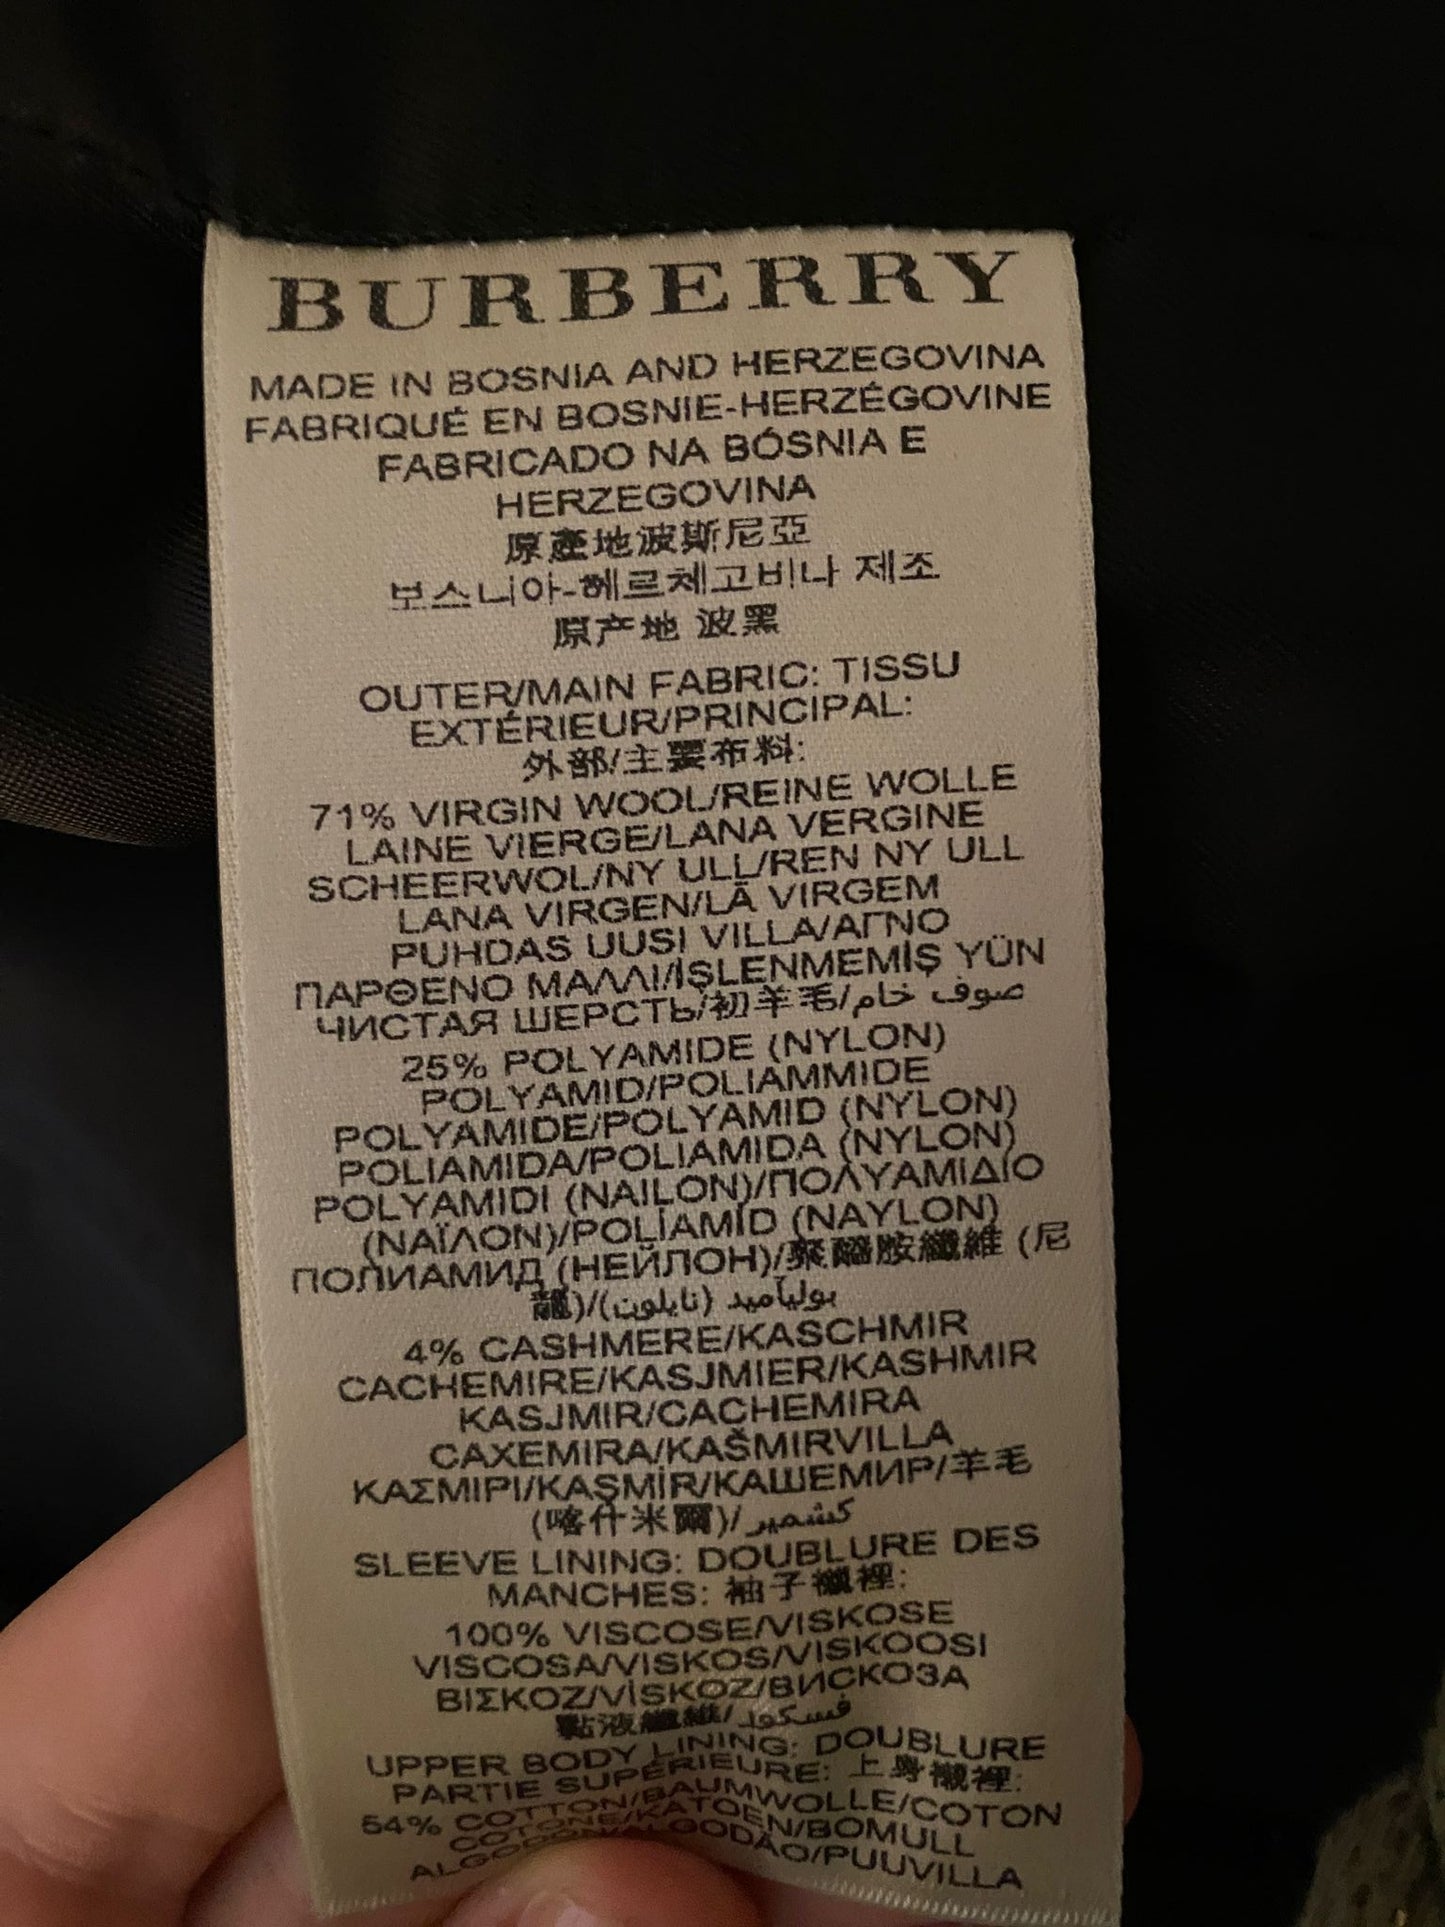 BURBERRY
MADE IN BOSNIA AND HERZEGOVINA
FABRIQUÉ EN BOSNIE-HERZÉGOVINE
FABRICADO NA BÓSNIA E
HERZEGOVINA
原產地波斯尼亞
보스니아-헤르체고비나 제조
原产地 波黑
OUTER/MAIN FABRIC: TISSU
EXTÉRIEUR/PRINCIPAL:
外部/主要布料:
71% VIRGIN WOOL/REINE WOLLE
LAINE VIERGE/LANA VERGINE
SCHEERWOL/NY ULL/REN NY ULL
LANA VIRGEN/LÃ VIRGEM
PUHDAS UUSI VILLA/ΑΓΝΟ
ΠΑΡΘΕΝΟ ΜΑΛΛΙ/İŞLENMEMİŞ YÜN
ЧИСТАЯ ШЕРСТЬ/初羊毛/صوف خام
25% POLYAMIDE (NYLON)
POLYAMID/POLIAMMIDE
POLYAMIDE/POLYAMID (NYLON)
POLIAMIDA/POLIAMIDA (NYLON)
POLYAMIDI (NAILON)/ΠΟΛΥΑΜΙΔΙΟ
(ΝΑΪΛΟΝ)/POLİAMİD (NAYLON)
ПОЛИАМИД (НЕЙЛОН)/聚醯胺纖維 (尼
龍)/بولياميد (نايلون)
4% CASHMERE/KASCHMIR
CACHEMIRE/KASJMIER/KASHMIR
KASJMIR/CACHEMIRA
CAXEMIRA/KAŠMIRVILLA
ΚΑΣΜΙΡΙ/KAŞMİR/КАШЕМИР/羊毛
(喀什米爾)/كشمير
SLEEVE LINING: DOUBLURE DES
MANCHES: 袖子襯裡:
100% VISCOSE/VISKOSE
VISCOSA/VISKOS/VISKOOSI
ΒΙΣΚΟΖ/VİSKOZ/ВИСКОЗА
黏液纖維/فسكوز
UPPER BODY LINING: DOUBLURE
PARTIE SUPÉRIEURE: 上身襯裡:
54% COTTON/BAUMWOLLE/COTON
COTONE/KATOEN/BOMULL
ALGODON/ALGODÃO/PUUVILLA